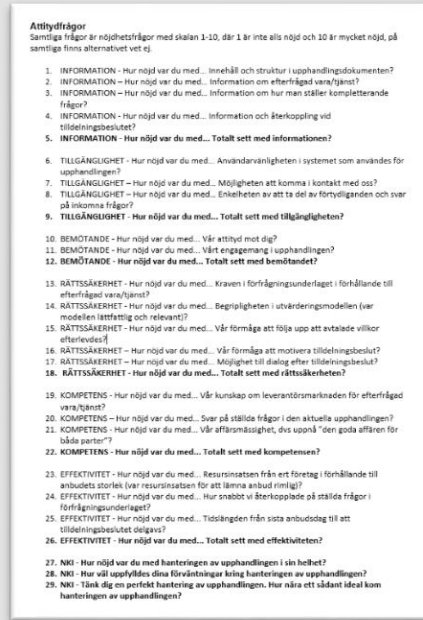 Attitydfrågor
Samtliga frågor är nöjdhetsfrågor med skalan 1-10, där 1 är inte alls nöjd och 10 är mycket nöjd, på
samtliga finns alternativet vet ej.
1. INFORMATION - Hur nöjd var du med... Innehåll och struktur i upphandlingsdokumenten?
2. INFORMATION – Hur nöjd var du med... Information om efterfrågad vara/tjänst?
3. INFORMATION – Hur nöjd var du med... Information om hur man ställer kompletterande
frågor?
4. INFORMATION - Hur nöjd var du med... Information och återkoppling vid
tilldelningsbeslutet?
5. INFORMATION - Hur nöjd var du med... Totalt sett med informationen?
6. TILLGÄNGLIGHET - Hur nöjd var du med... Användarvänligheten i systemet som användes för
upphandlingen?
7. TILLGÄNGLIGHET – Hur nöjd var du med... Möjligheten att komma i kontakt med oss?
8. TILLGÄNGLIGHET – Hur nöjd var du med... Enkelheten av att ta del av förtydliganden och svar
på inkomna frågor?
9. TILLGÄNGLIGHET - Hur nöjd var du med... Totalt sett med tillgängligheten?
10. BEMÖTANDE - Hur nöjd var du med... Vår attityd mot dig?
11. BEMÖTANDE - Hur nöjd var du med... Vårt engagemang i upphandlingen?
12. BEMÖTANDE - Hur nöjd var du med... Totalt sett med bemötandet?
13. RÄTTSSÄKERHET - Hur nöjd var du med... Kraven i förfrågningsunderlaget i förhållande till
efterfrågad vara/tjänst?
14. RÄTTSSÄKERHET - Hur nöjd var du med... Begripligheten i utvärderingsmodellen (var
modellen lättfattlig och relevant)?
15. RÄTTSSÄKERHET - Hur nöjd var du med... Vår förmåga att följa upp att avtalade villkor
efterlevdes?
16. RÄTTSSÄKERHET – Hur nöjd var du med... Vår förmåga att motivera tilldelningsbeslut?
17. RÄTTSSÄKERHET – Hur nöjd var du med... Möjlighet till dialog efter tilldelningsbeslut?
18. RÄTTSSÄKERHET - Hur nöjd var du med... Totalt sett med rättssäkerheten?
19. KOMPETENS - Hur nöjd var du med... Vår kunskap om leverantörsmarknaden för efterfrågad
vara/tjänst?
20. KOMPETENS – Hur nöjd var du med... Svar på ställda frågor i den aktuella upphandlingen?
21. KOMPETENS - Hur nöjd var du med... Vår affärsmässighet, dvs uppnå "den goda affären för
båda parter"?
22. KOMPETENS - Hur nöjd var du med... Totalt sett med kompetensen?
23. EFFEKTIVITET - Hur nöjd var du med... Resursinsatsen från ert företag i förhållande till
anbudets storlek (var resursinsatsen för att lämna anbud rimlig)?
24. EFFEKTIVITET - Hur nöjd var du med... Hur snabbt vi återkopplade på ställda frågor i
förfrågningsunderlaget?
25. EFFEKTIVITET - Hur nöjd var du med... Tidslängden från sista anbudsdag till att
tilldelningsbeslutet delgavs?
26. EFFEKTIVITET - Hur nöjd var du med... Totalt sett med effektiviteten?
27. NKI - Hur nöjd var du med hanteringen av upphandlingen i sin helhet?
28. NKI - Hur väl uppfylldes dina förväntningar kring hanteringen av upphandlingen?
29. NKI - Tänk dig en perfekt hantering av upphandlingen. Hur nära ett sådant ideal kom
hanteringen av upphandlingen?